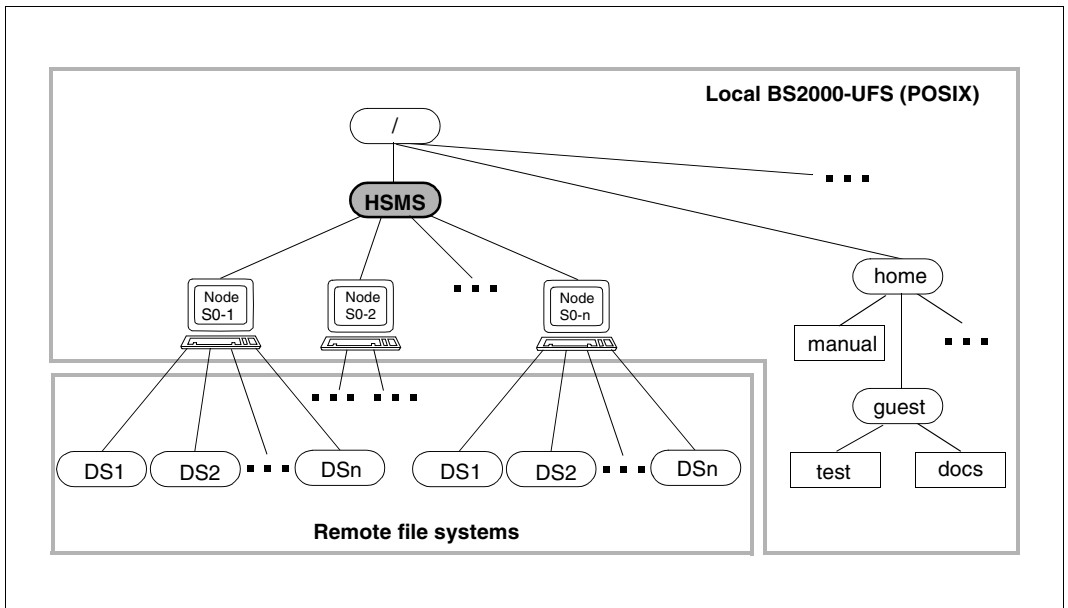 Local BS2000-UFS (POSIX)
/
HSMS
home
Node
S0-1
Node
S0-2
Node
S0-n
manual
guest
test
docs
DS1
DS2
DSn
DS1
DS2
DSn
Remote file systems